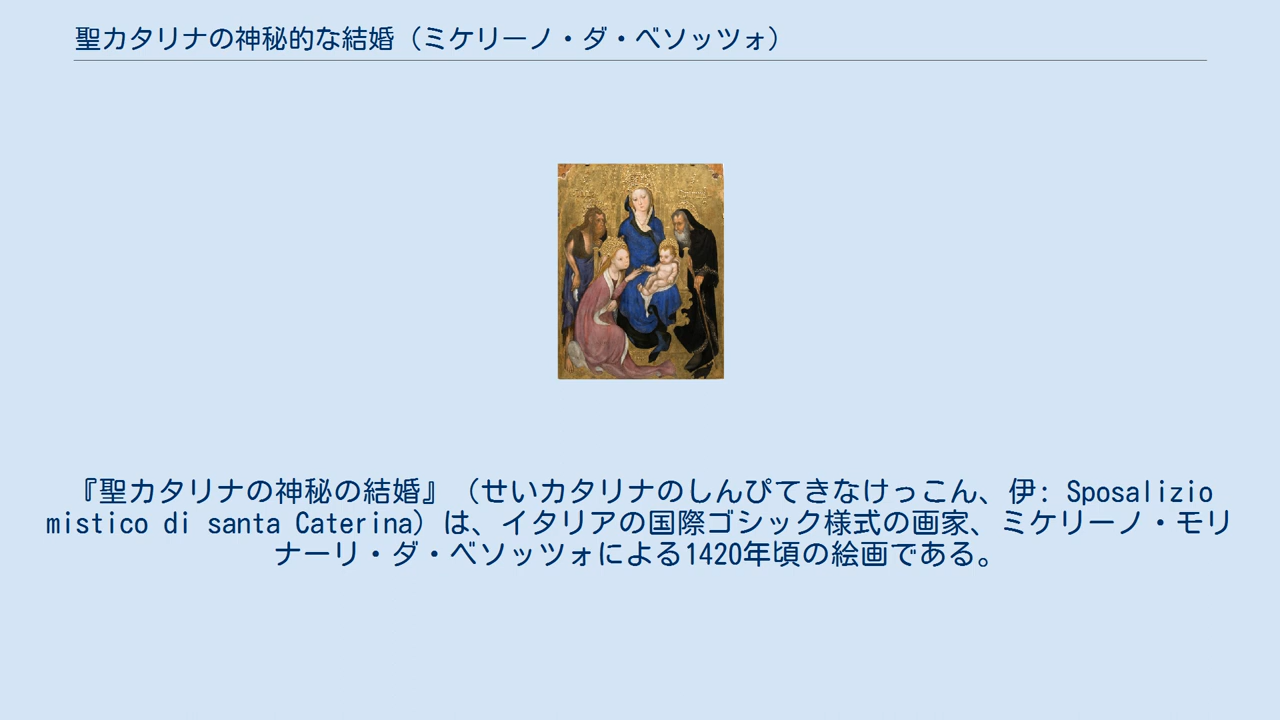 聖カタリナの神秘的な結婚（ミケリーノ・ダ・ベソッツォ）
『聖カタリナの神秘の結婚』（せいカタリナのしんぴてきなけっこん、伊: Sposalizio
mistico di santa Caterina）は、イタリアの国際ゴシック様式の画家、ミケリーノ・モリ
ナーリ・ダ・ベソッツォによる1420年頃の絵画である。